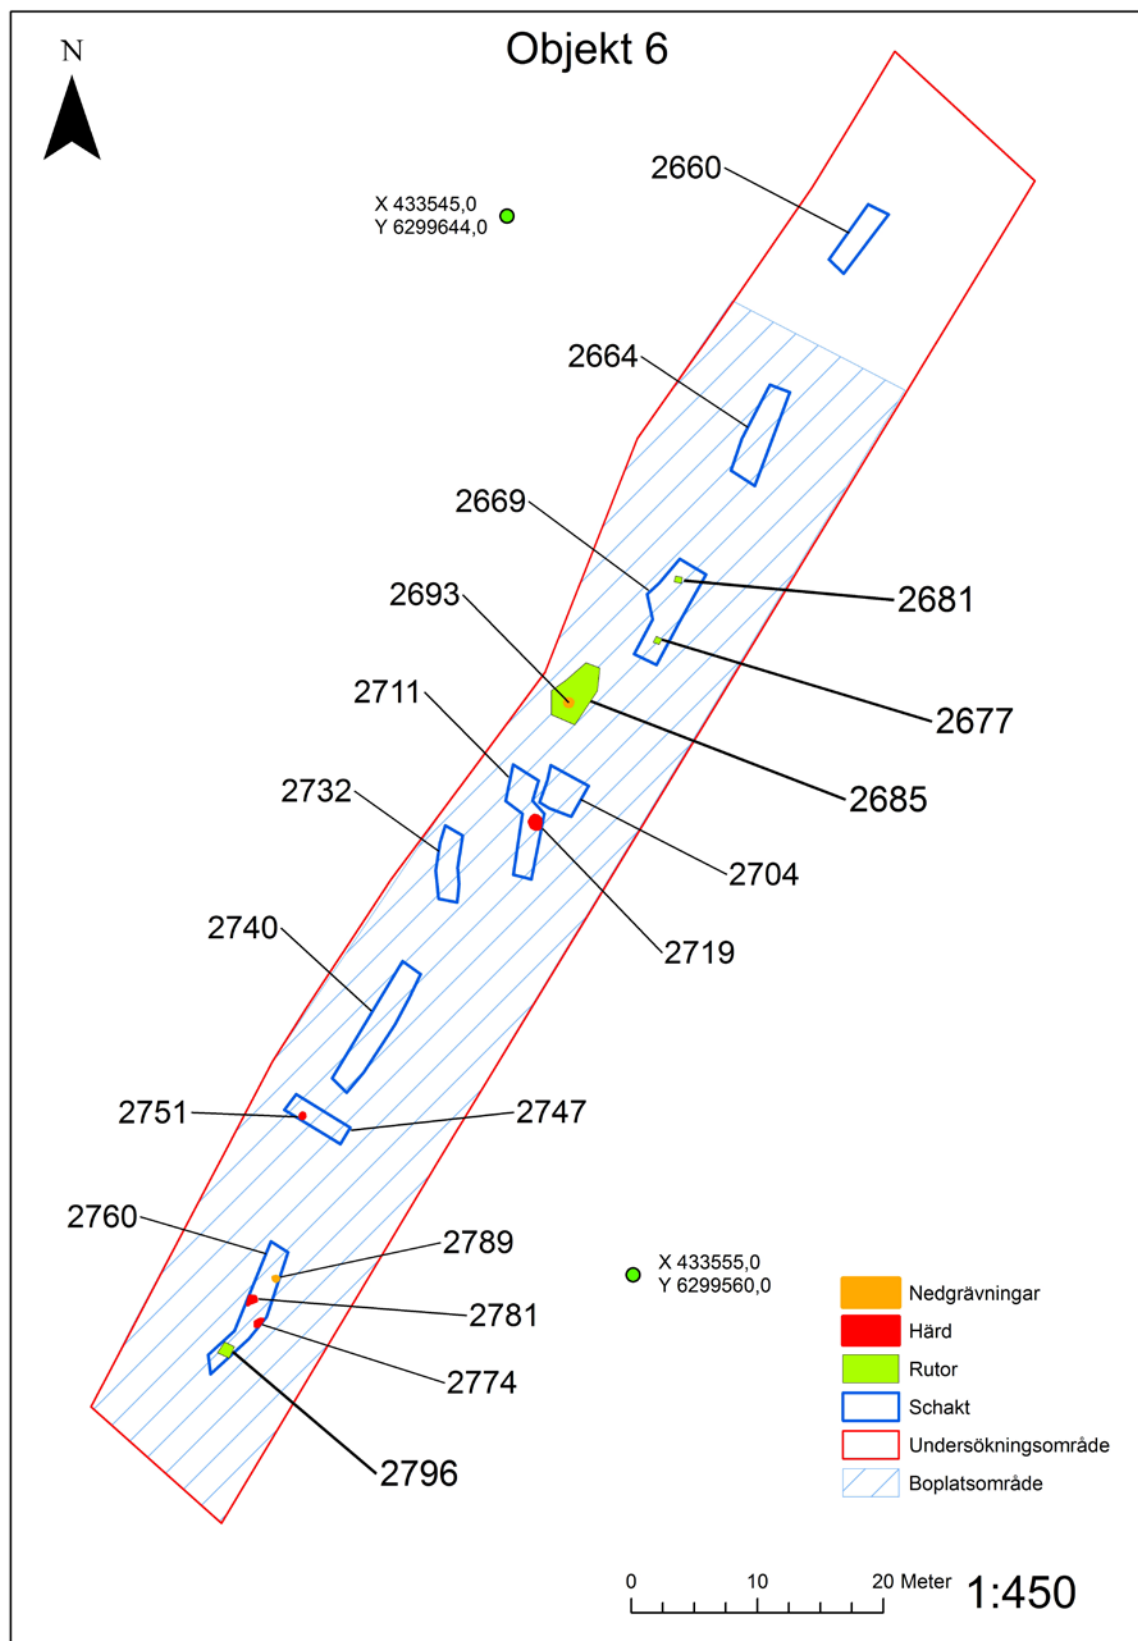 Objekt 6
N
2660
X 433545,0
Y 6299644,0
2664
2669
2681
2693
2677
2711
2685
2732
2704
2740
2719
2751
2747
2760
2789
2781
2774
2796
X 433555,0
Y 6299560,0
Nedgrävningar
Härd
Rutor
Schakt
Undersökningsområde
Boplatsområde
0 10 20 Meter
1:450